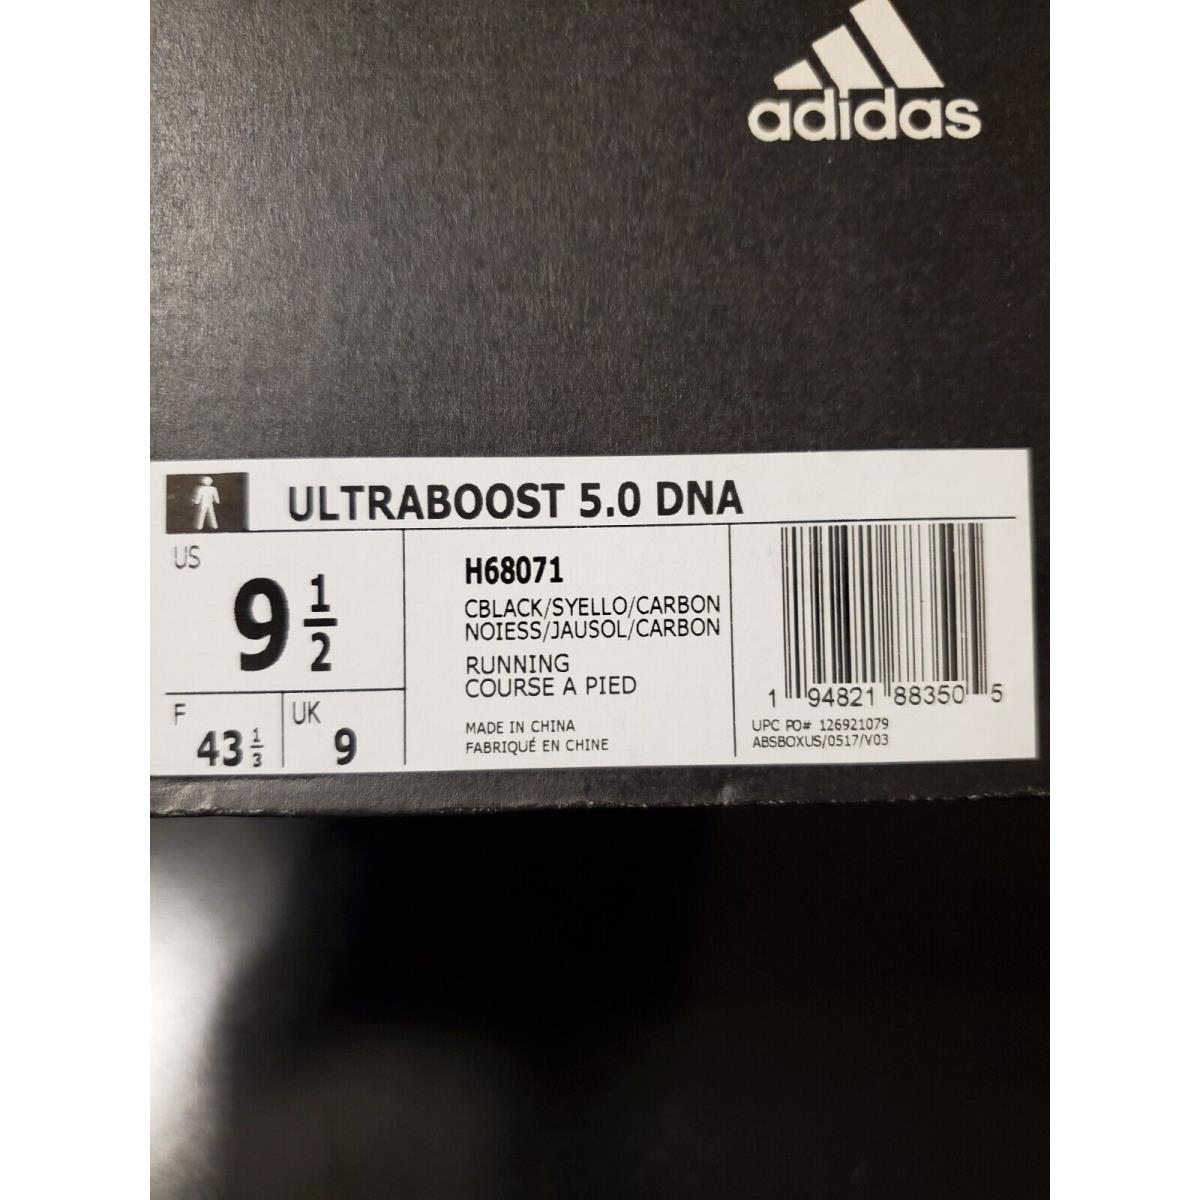 adidas
ULTRABOOST 5.0 DNA
US
9 1/2
F
43 1/3
UK
9
H68071
CBLACK/SYELLO/CARBON
NOIESS/JAUSOL/CARBON
RUNNING
COURSE A PIED
MADE IN CHINA
FABRIQUÉ EN CHINE
1 94821 88350 5
UPC PO# 126921079
ABSBOXUS/0517/V03